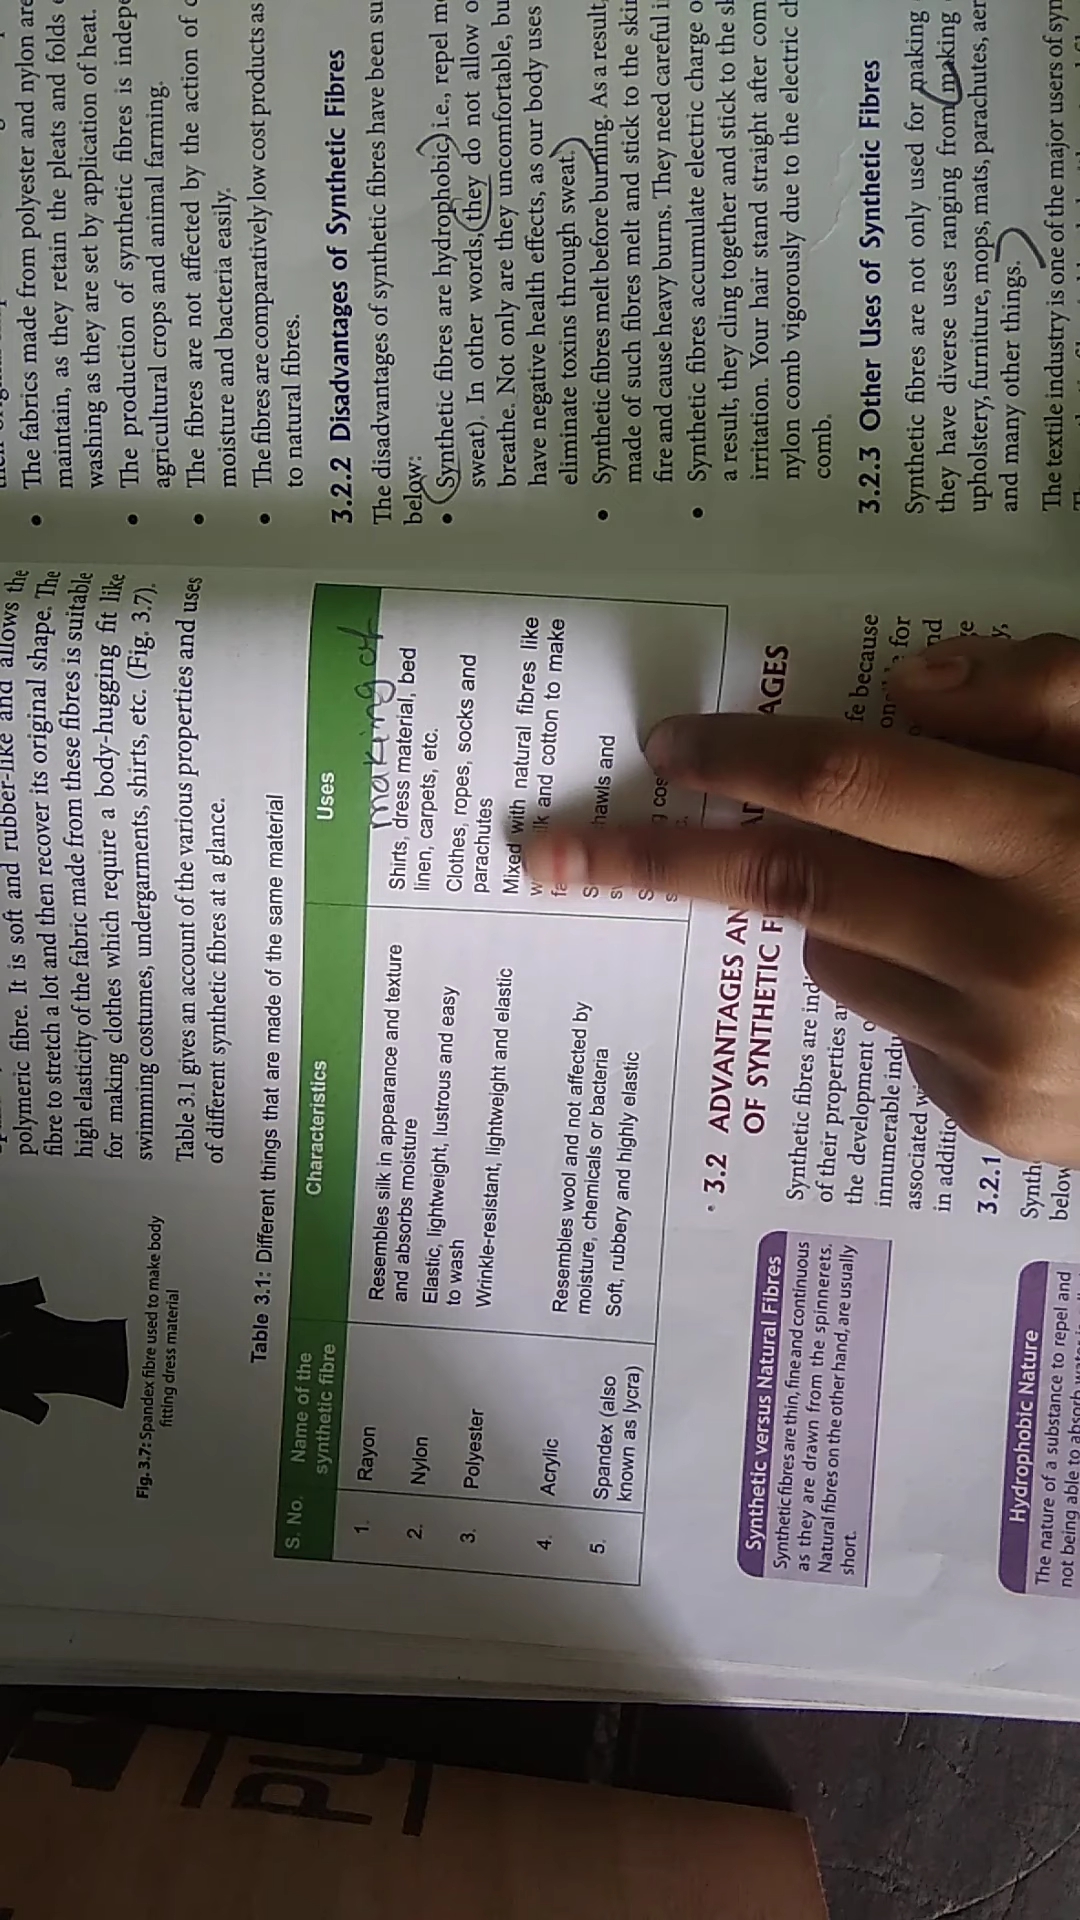 polymeric fibre. It is soft and rubber-like and allows the
fibre to stretch a lot and then recover its original shape. The
high elasticity of the fabric made from these fibres is suitable
for making clothes which require a body-hugging fit like
swimming costumes, undergarments, shirts, etc. (Fig. 3.7).
Table 3.1 gives an account of the various properties and uses
of different synthetic fibres at a glance.
Fig. 3.7: Spandex fibre used to make body
fitting dress material
Table 3.1: Different things that are made of the same material
S. No. Name of the synthetic fibre Characteristics Uses
making of
1. Rayon Resembles silk in appearance and texture Shirts, dress material, bed
and absorbs moisture linen, carpets, etc.
2. Nylon Elastic, lightweight, lustrous and easy Clothes, ropes, socks and
to wash parachutes
3. Polyester Wrinkle-resistant, lightweight and elastic Mixed with natural fibres like
and cotton to make
4. Acrylic Resembles wool and not affected by
moisture, chemicals or bacteria
hawls and
5. Spandex (also Soft, rubbery and highly elastic
known as lycra)
3.2 ADVANTAGES AN
OF SYNTHETIC F
Synthetic fibres are
of their properties
the development
innumerable
associated
in
fe because
for
3.2.1
below
Synthetic versus Natural Fibres
Synthetic fibres are thin, fine and continuous
as they are drawn from the spinnerets.
Natural fibres on the other hand, are usually
short.
Hydrophobic Nature
The nature of a substance to repel and
not being able to absorb
• The fabrics made from polyester and nylon are
maintain, as they retain the pleats and folds
washing as they are set by application of heat.
• The production of synthetic fibres is
agricultural crops and animal farming.
• The fibres are not affected by the action of
moisture and bacteria easily.
• The fibres are comparatively low cost products as
to natural fibres.
3.2.2 Disadvantages of Synthetic Fibres
The disadvantages of synthetic fibres have been
below:
• Synthetic fibres are hydrophobic, i.e., repel
sweat). In other words, they do not allow
breathe. Not only are they uncomfortable,
have negative health effects, as our body uses
eliminate toxins through sweat.
• Synthetic fibres melt before burning. As a result,
made of such fibres melt and stick to the skin
fire and cause heavy burns. They need careful
• Synthetic fibres accumulate electric charge
a result, they cling together and stick to the
irritation. Your hair stand straight after
nylon comb vigorously due to the electric
comb.
3.2.3 Other Uses of Synthetic Fibres
Synthetic fibres are not only used for making
they have diverse uses ranging from making
upholstery, furniture, mops, mats, parachutes,
and many other things.
The textile industry is one of the major users of